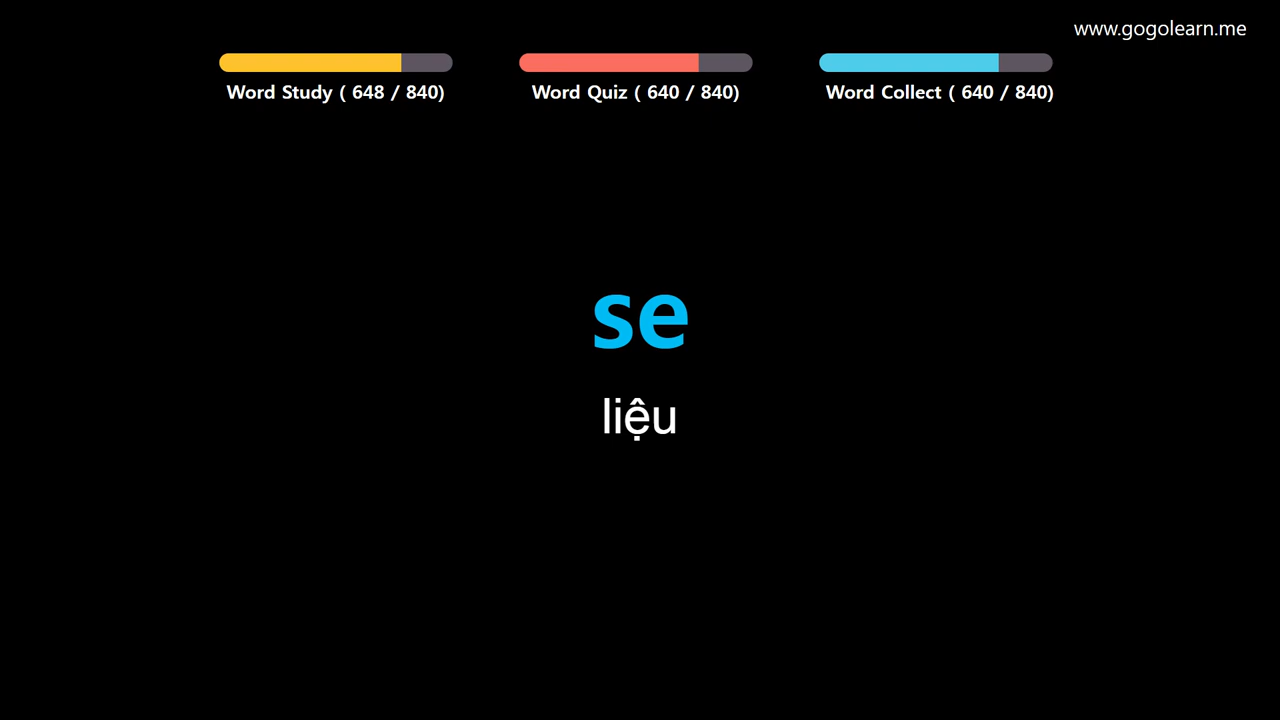 www.gogolearn.me
Word Study ( 648 / 840)
Word Quiz ( 640 / 840)
Word Collect ( 640 / 840)
se
liệu